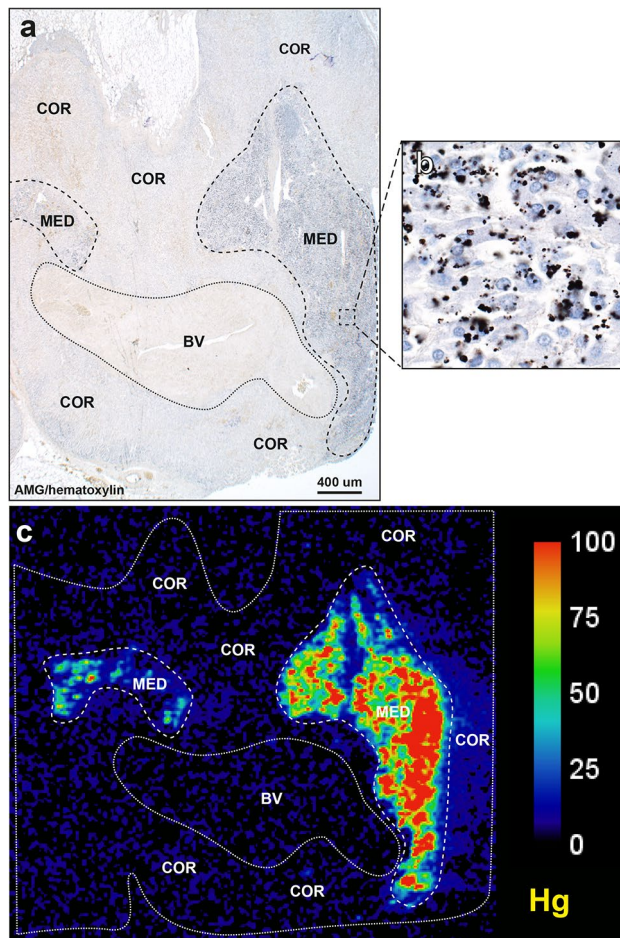 a
COR
COR
COR
MED
MED
BV
COR
COR
AMG/hematoxylin
400 um
b
c
COR
COR
COR
MED
MED
COR
BV
COR
COR
100
75
50
25
0
Hg